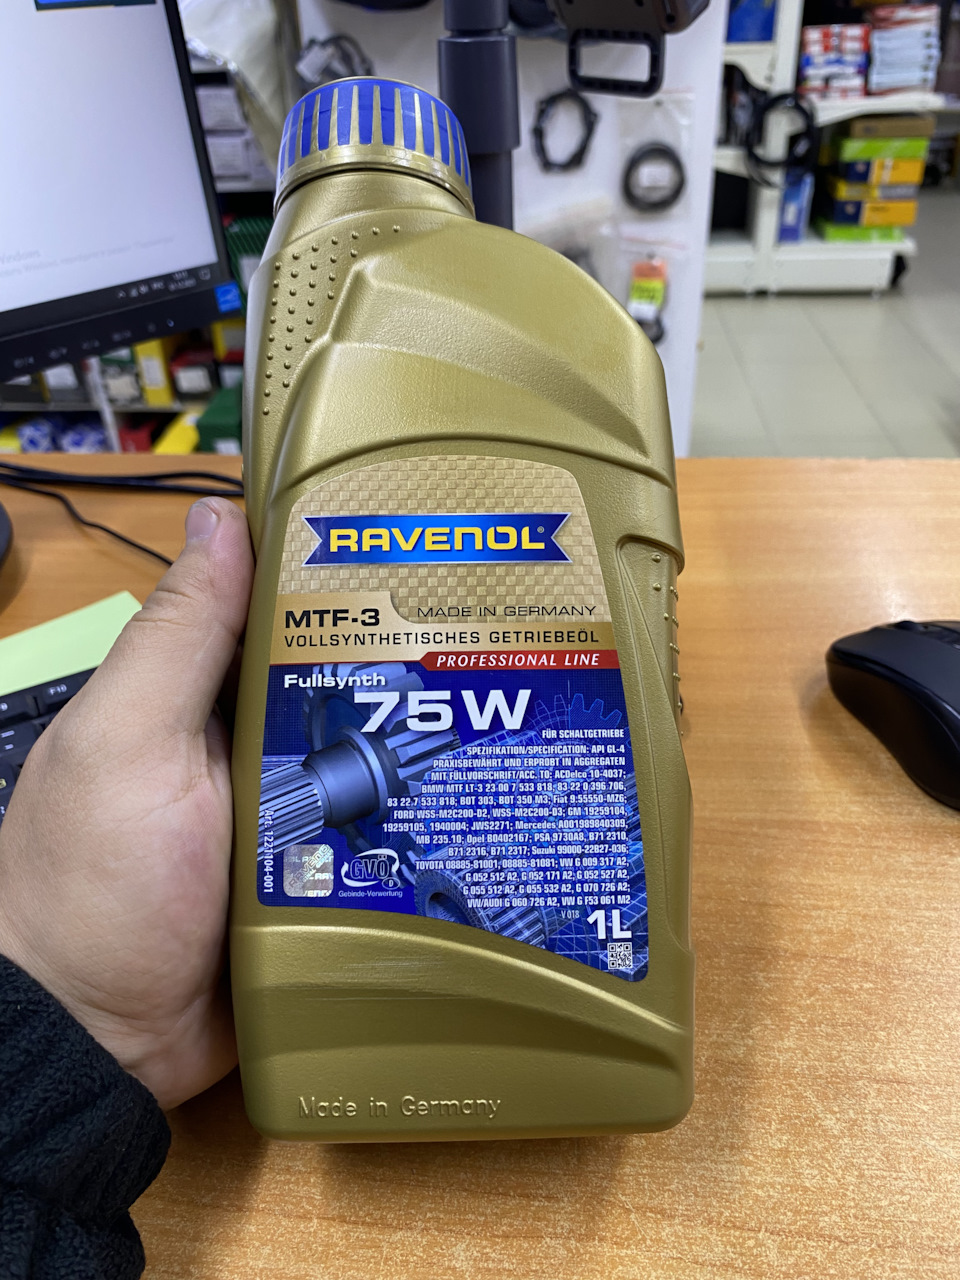 RAVENOL®
MTF-3
MADE IN GERMANY
VOLLSYNTHETISCHES GETRIEBEÖL
PROFESSIONAL LINE
Fullsynth
75W
FÜR SCHALTGETRIEBE
SPEZIFIKATION/SPECIFICATION: API GL-4
PRAXISBEWÄHRT UND ERPROBT IN AGGREGATEN
MIT FÜLLVORSCHRIFT/ACC. TO: ACDelco 10-4037;
BMW MTF LT-3 23 00 7 533 818, 83 22 0 396 706,
83 22 7 533 818; BOT 303, BOT 350 M3; Fiat 9.55550-MZ6;
FORD WSS-M2C200-D2, WSS-M2C200-D3; GM 19259104,
19259105, 1940004; JWS2271; Mercedes A001989840309,
MB 235.10; Opel B0402167; PSA 9730A8, B71 2310,
B71 2316, B71 2317; Suzuki 99000-22B27-036;
TOYOTA 08885-81001, 08885-81081; VW G 009 317 A2,
G 052 512 A2, G 052 171 A2; G 052 527 A2,
G 055 512 A2, G 055 532 A2, G 070 726 A2;
VW/AUDI G 060 726 A2, VW G F53 061 M2
1L
GVÖ
Gebinde-Verwertung
Made in Germany
F10